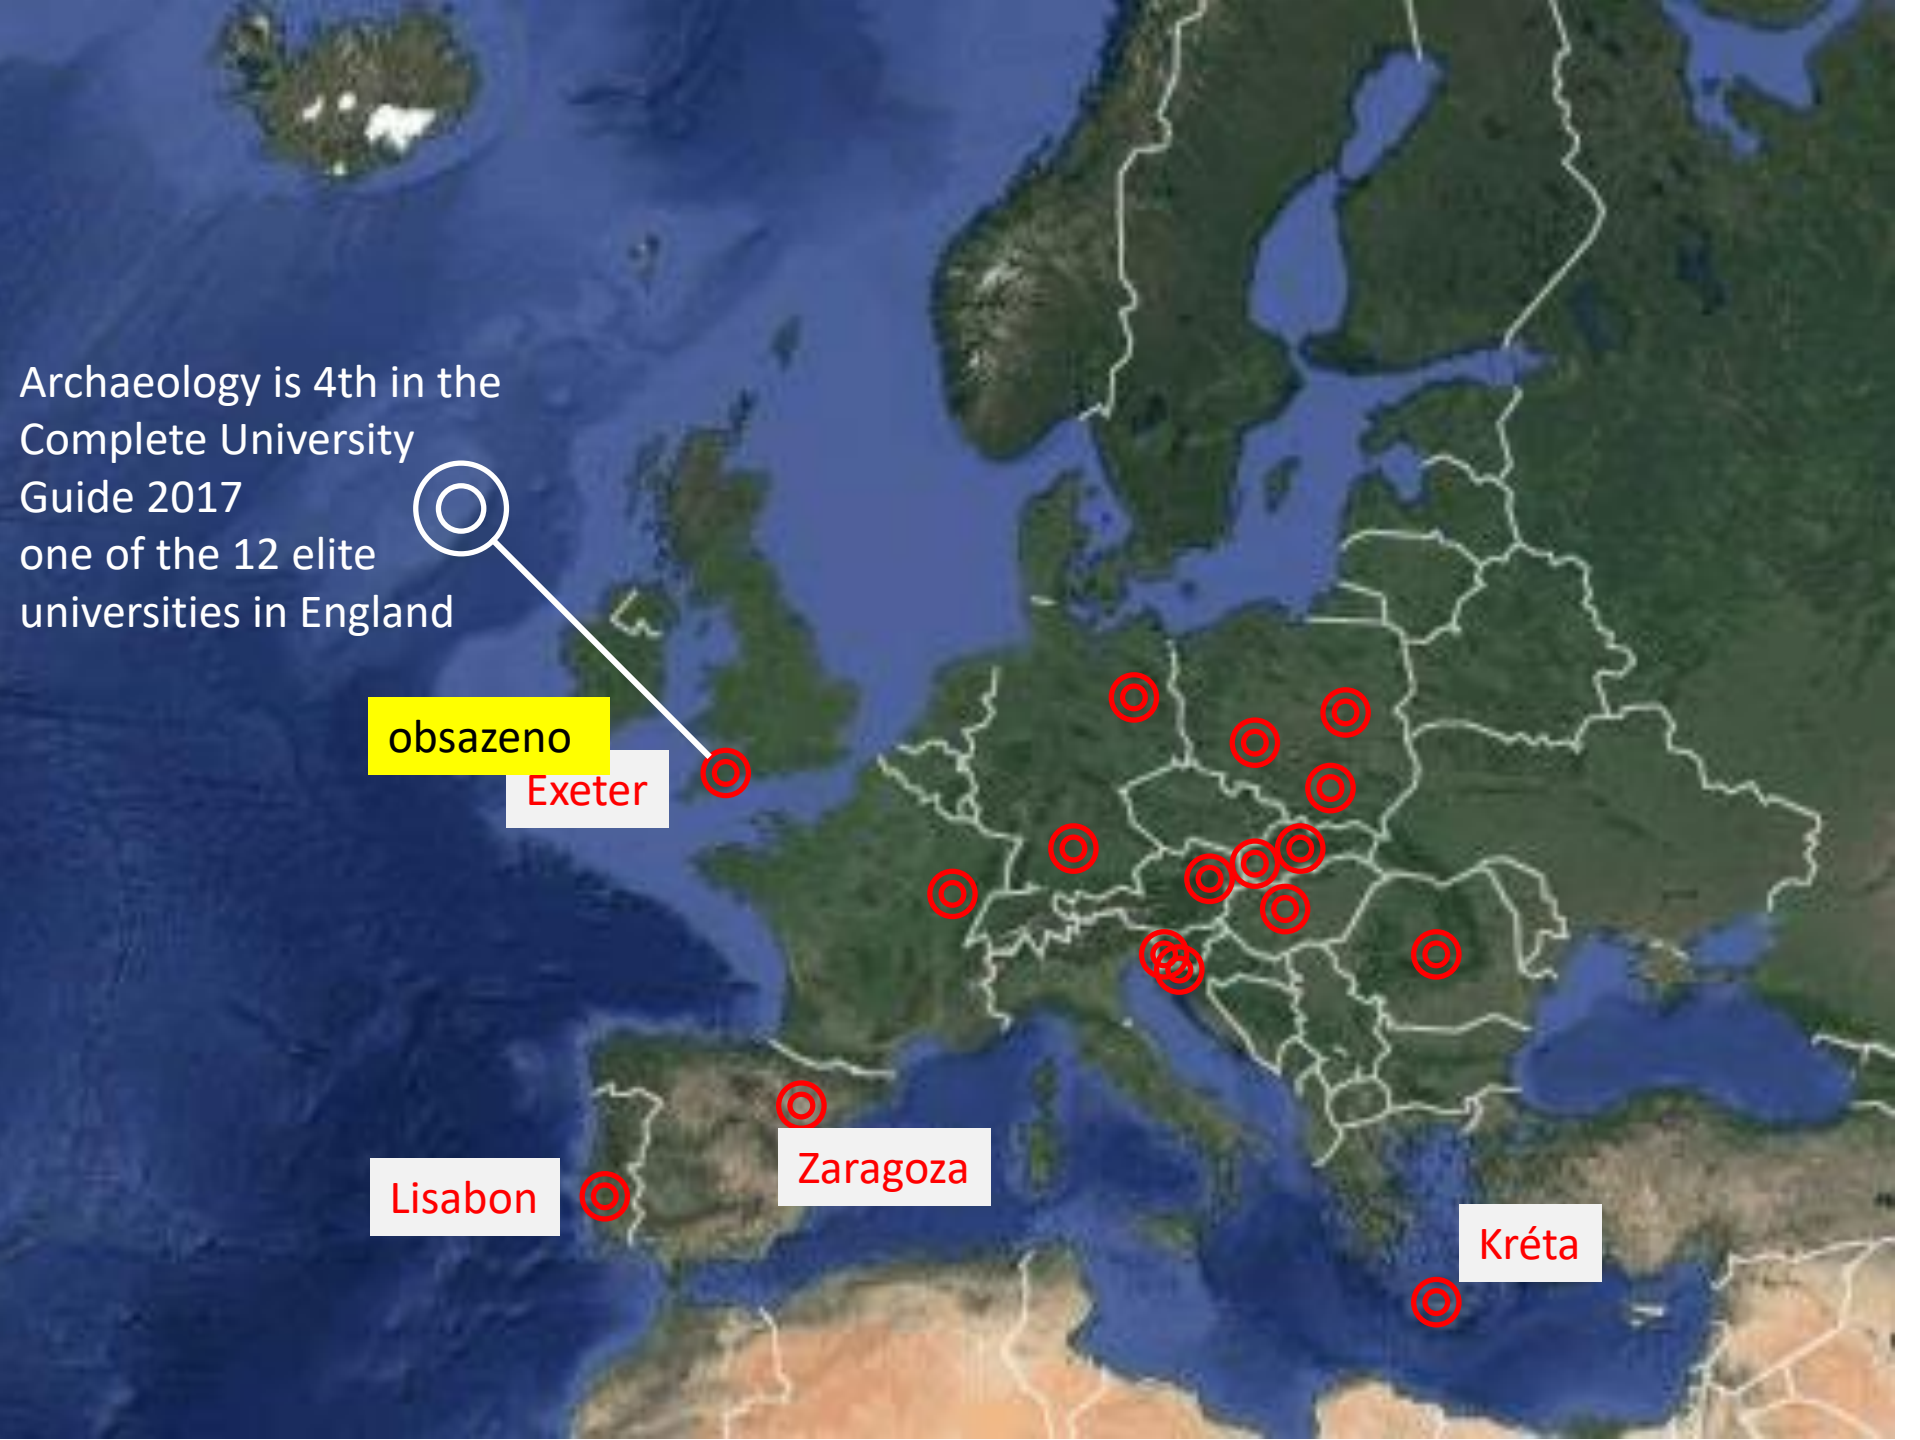 Archaeology is 4th in the
Complete University
Guide 2017
one of the 12 elite
universities in England
obsazeno
Exeter
Zaragoza
Lisabon
Kréta